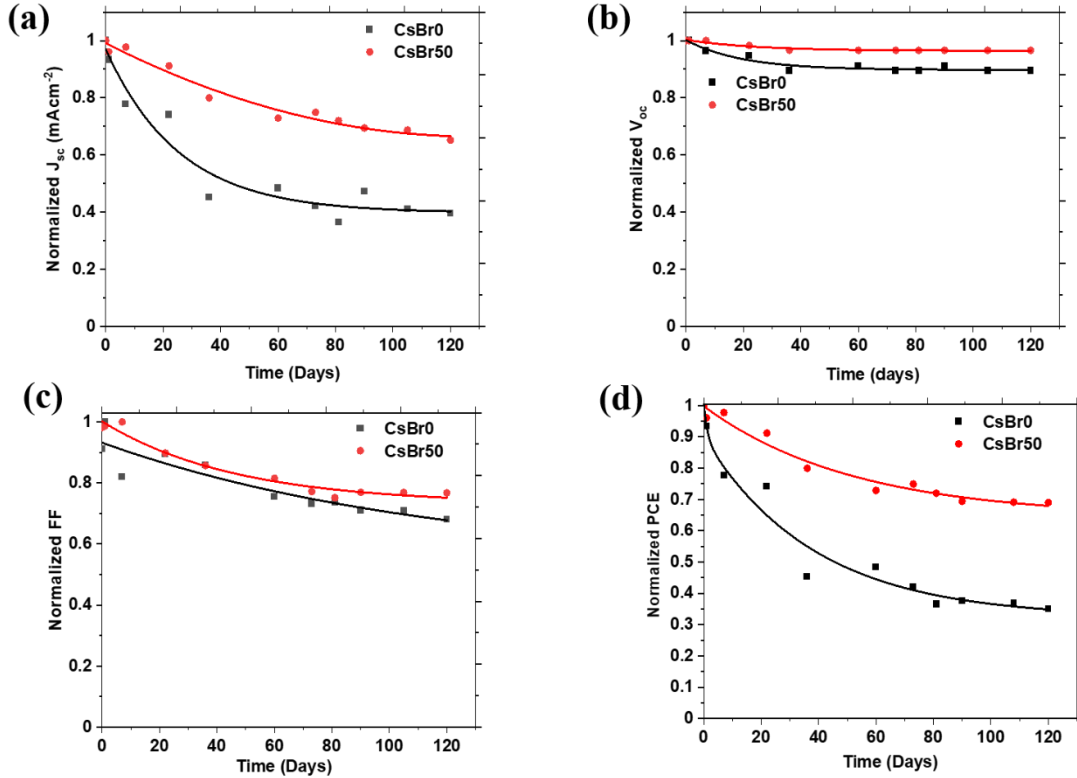 (a)
Normalized Jsc (mAcm-2)
1
0.8
0.6
0.4
0.2
0
0 20 40 60 80 100 120
Time (Days)
CsBr0
CsBr50
(b)
Normalized Voc
1
0.8
0.6
0.4
0.2
0
0 20 40 60 80 100 120
Time (days)
CsBr0
CsBr50
(c)
Normalized FF
1
0.8
0.6
0.4
0.2
0
0 20 40 60 80 100 120
Time (Days)
CsBr0
CsBr50
(d)
Normalized PCE
1
0.9
0.8
0.7
0.6
0.5
0.4
0.3
0.2
0.1
0
0 20 40 60 80 100 120
Time (Days)
CsBr0
CsBr50